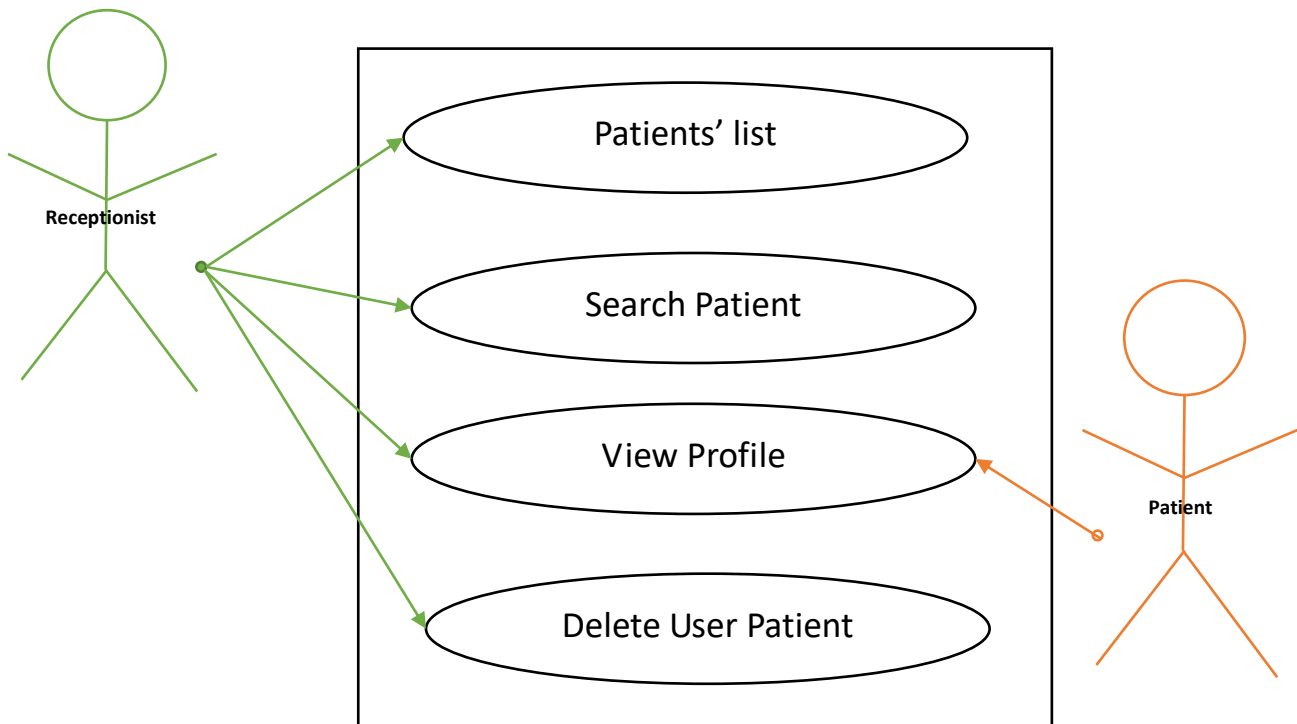 Patients’ list
Receptionist
Search Patient
View Profile
Patient
Delete User Patient